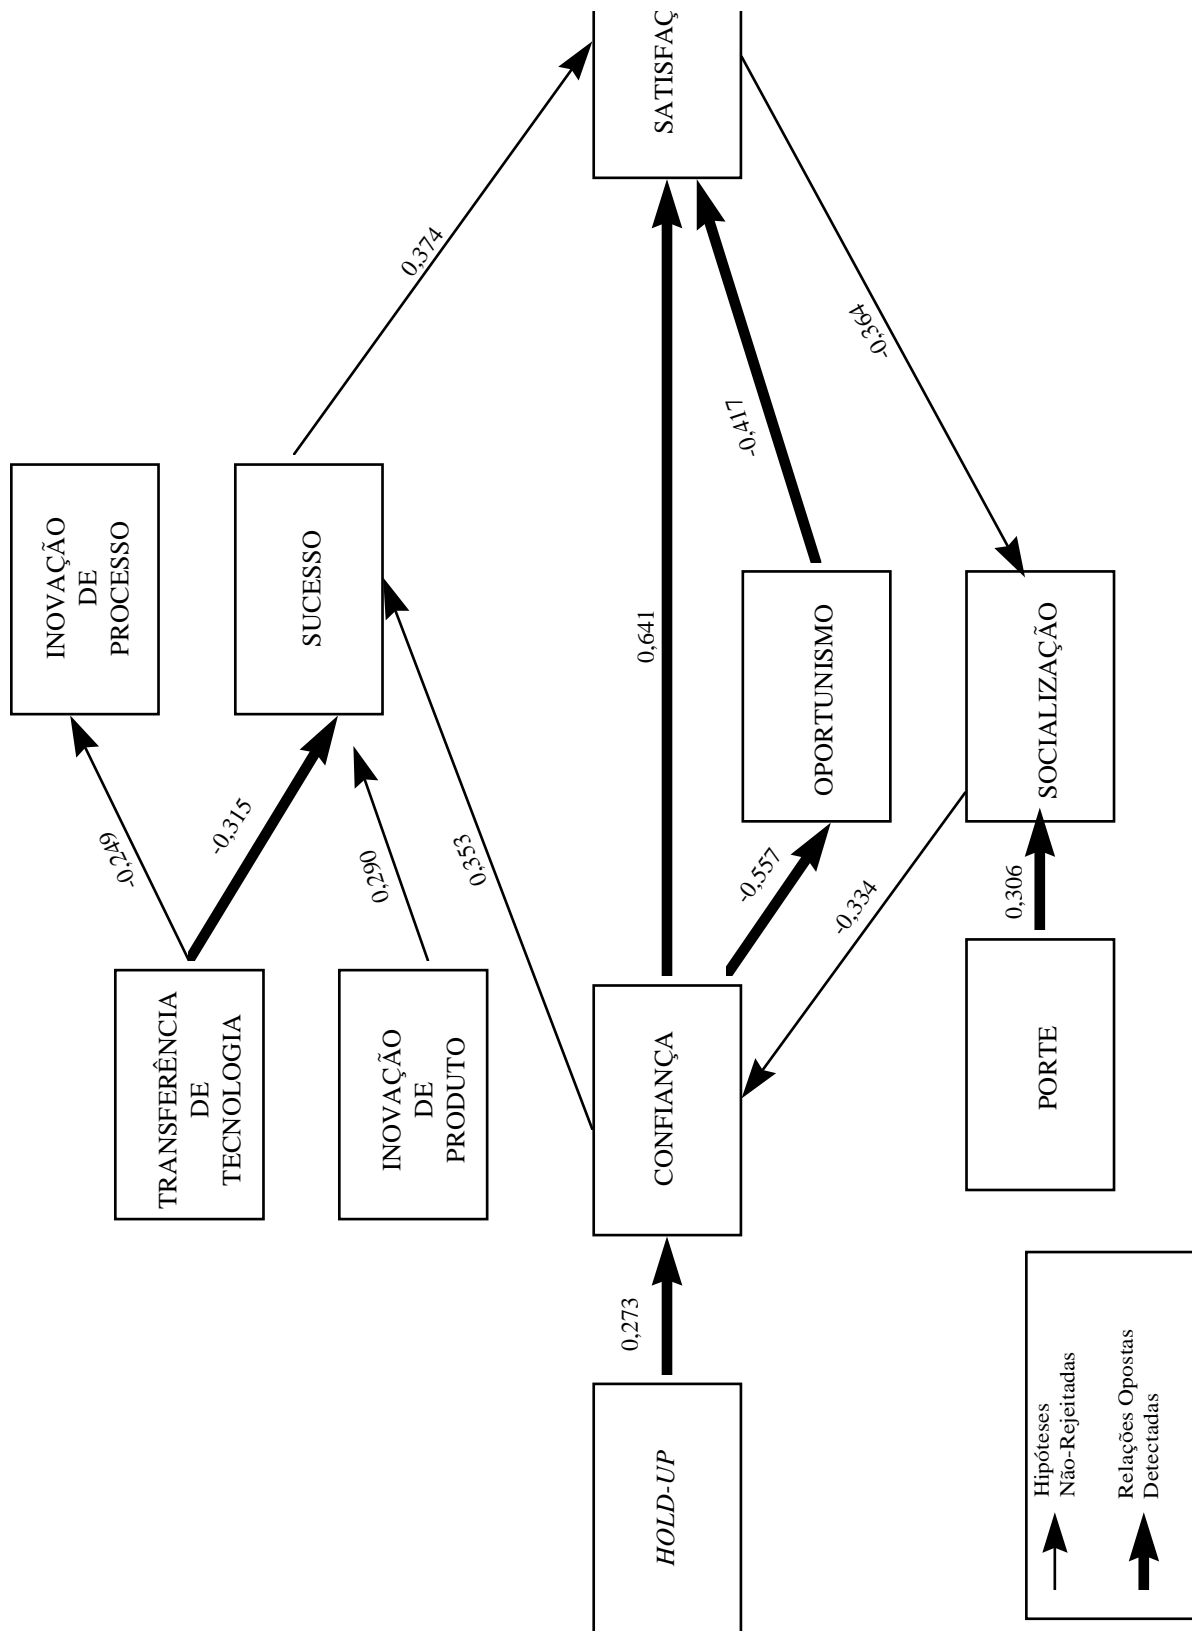 SATISFAÇ
0,374
-0,364
INOVAÇÃO
DE
PROCESSO
SUCESSO
-0,417
0,641
OPORTUNISMO
SOCIALIZAÇÃO
-0,249
-0,315
0,290
0,353
-0,557
-0,334
0,306
TRANSFERÊNCIA
DE
TECNOLOGIA
INOVAÇÃO
DE
PRODUTO
CONFIANÇA
PORTE
0,273
HOLD-UP
Hipóteses
Não-Rejeitadas
Relações Opostas
Detectadas